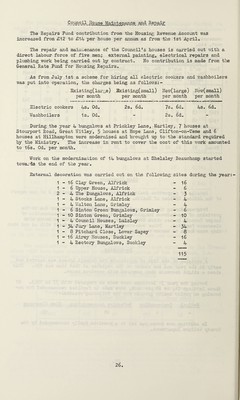 Council House Maintenance and Repair
The Repairs Fund contribution from the Housing Revenue Account was
increased from £12 to £14 per house per annum as from the 1st April.
The repair and maintenance of the Council's houses is carried out with a
direct labour force of five men; external painting, electrical repairs and
plumbing work being carried out by contract. No contribution is made from the
General Rate Fund for Housing Repairs.
As from July 1st a scheme for hiring all electric cookers and washboilers
was put into operation, the charges being as follows:-
Existing(large) Existing(small) New(large) New(small)
per month per month per month per month
Electric cookers 4s. 0d. 2s. 6d. 7s. 6d. 4s. 6d.
Washboilers 1s. 0d. - 2s. 6d. -
During the year 4 bungalows at Prickley Lane, Martley, 7 houses at
Stourport Road, Great Witley, 5 houses at Hope Lane, Clifton-on-Teme and 6
houses at Hillhampton were modernised and brought up to the standard required
by the Ministry. The increase in rent to cover the cost of this work amounted
to 16s. 0d. per month.
Work on the modernisation of 14 bungalows at Elmleley Beauchamp started
towards the end of the year.
External decoration was carried out on the following sites during the year:-
1 - 16 Clay Green, Alfrick - 16
1 - 6 Upper House, Alfrick - 6
2 - 4 The Bungalows, Alfrick - 3
1 - 4 Stocks Lane, Alfrick - 4
1 - 4 Oulton Lane, Grimley - 4
1 - 6 Sinton Green Bungalows, Grimley - 6
1 - 10 Sinton Green, Grimley - 10
1 - 4 Council Houses, Lulsley - 4
1 - 34 Jury Lane, Martley - 34
1 - 8 Pitchard Close, Lower Sapey - 8
1 - 16 Airey Houses, Suckley - 16
1 - 4 Rectory Bungalows, Suckley - 4
115
26.